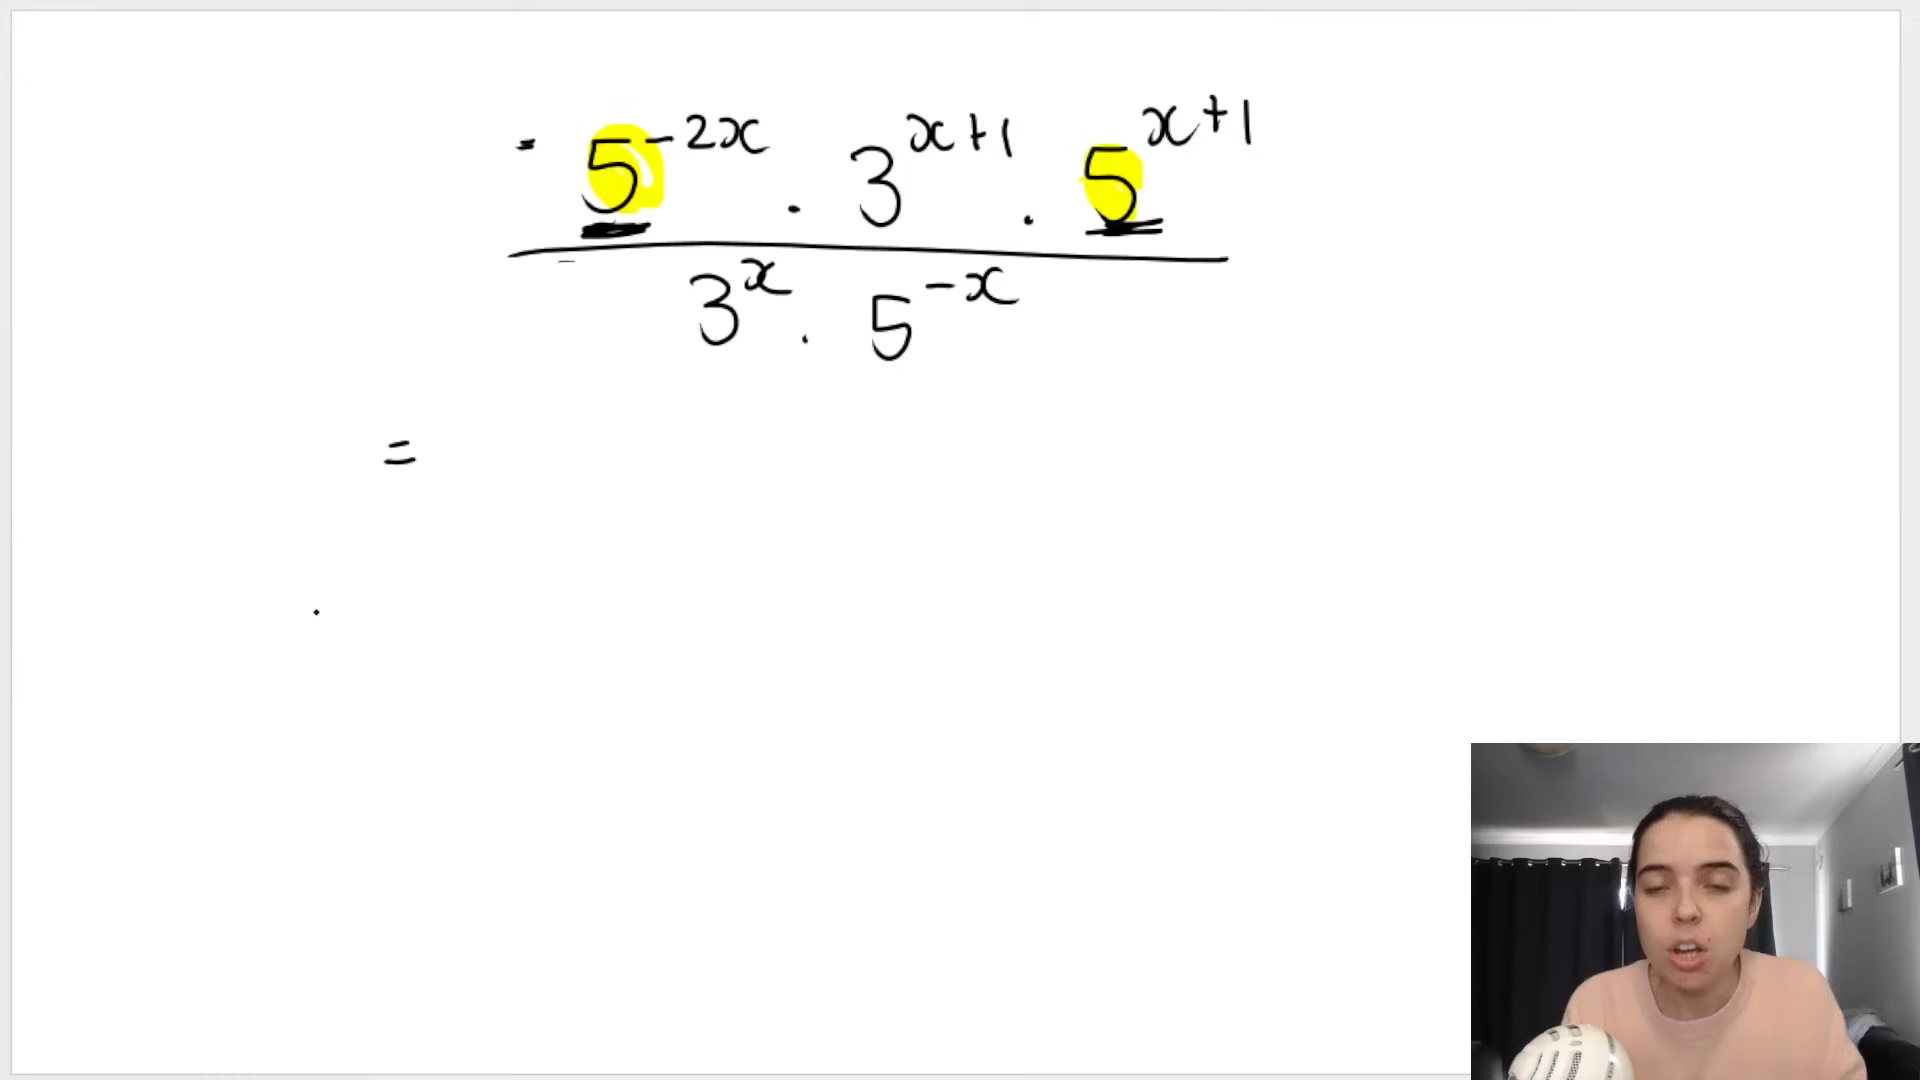 = 5^{-2x} . 3^{x+1} . 5^{x+1}
3^{x} . 5^{-x}
=